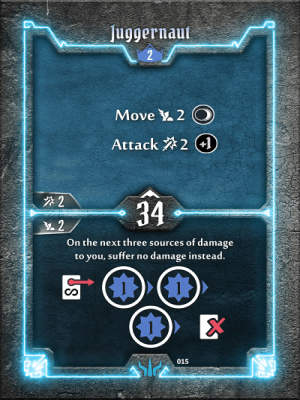 Juggernaut
2
Move 2
Attack 2 +1
2
34
2
On the next three sources of damage
to you, suffer no damage instead.
1 1
1
015